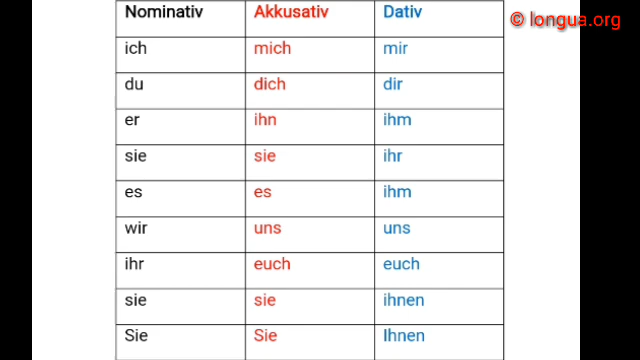 Nominativ Akkusativ Dativ
© longua.org
ich mich mir
du dich dir
er ihn ihm
sie sie ihr
es es ihm
wir uns uns
ihr euch euch
sie sie ihnen
Sie Sie Ihnen